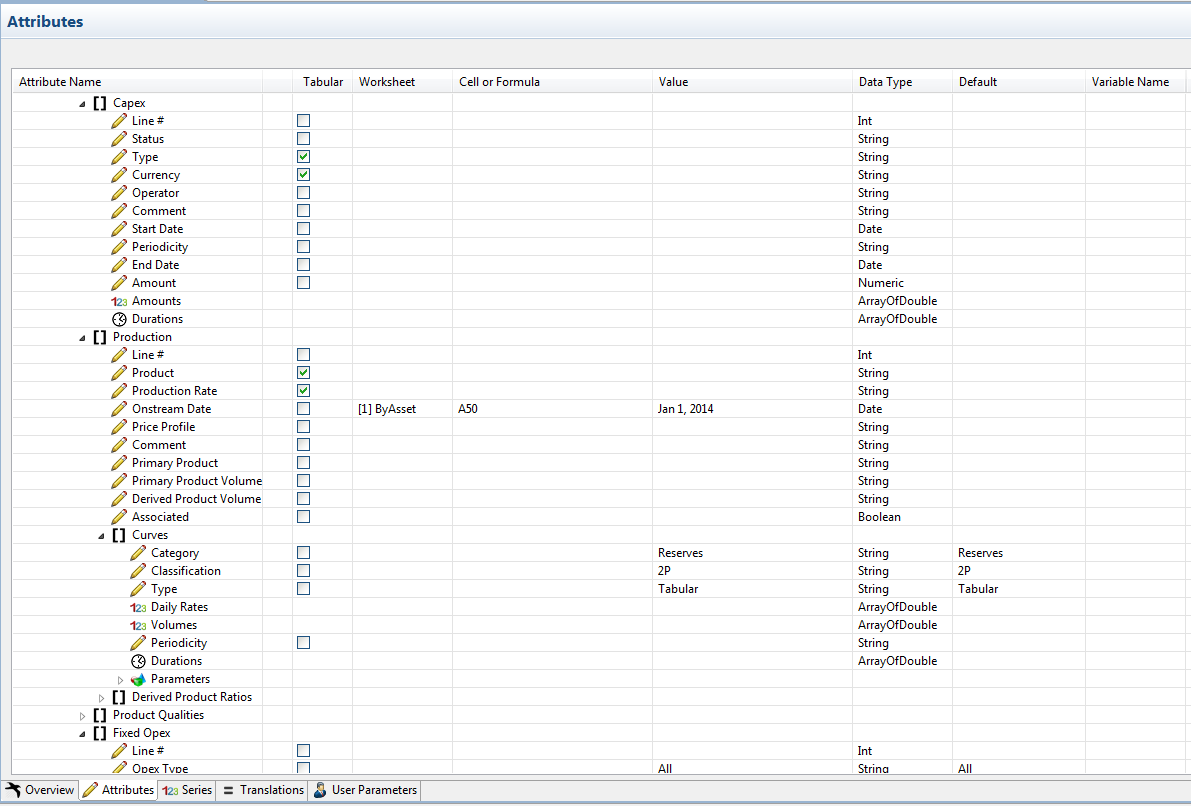 Attributes
Attribute Name Tabular Worksheet Cell or Formula Value Data Type Default Variable Name
[] Capex
Line # Int
Status String
Type String
Currency String
Operator String
Comment String
Start Date Date
Periodicity String
End Date Date
Amount Numeric
123 Amounts ArrayOfDouble
Durations ArrayOfDouble
[] Production
Line # Int
Product String
Production Rate String
Onstream Date [1] ByAsset A50 Jan 1, 2014 Date
Price Profile String
Comment String
Primary Product String
Primary Product Volume String
Derived Product Volume String
Associated Boolean
[] Curves
Category Reserves String Reserves
Classification 2P String 2P
Type Tabular String Tabular
123 Daily Rates ArrayOfDouble
123 Volumes ArrayOfDouble
Periodicity String
Durations ArrayOfDouble
Parameters
[] Derived Product Ratios
[] Product Qualities
[] Fixed Opex
Line # Int
Opex Type All String All
Overview Attributes 123 Series = Translations User Parameters